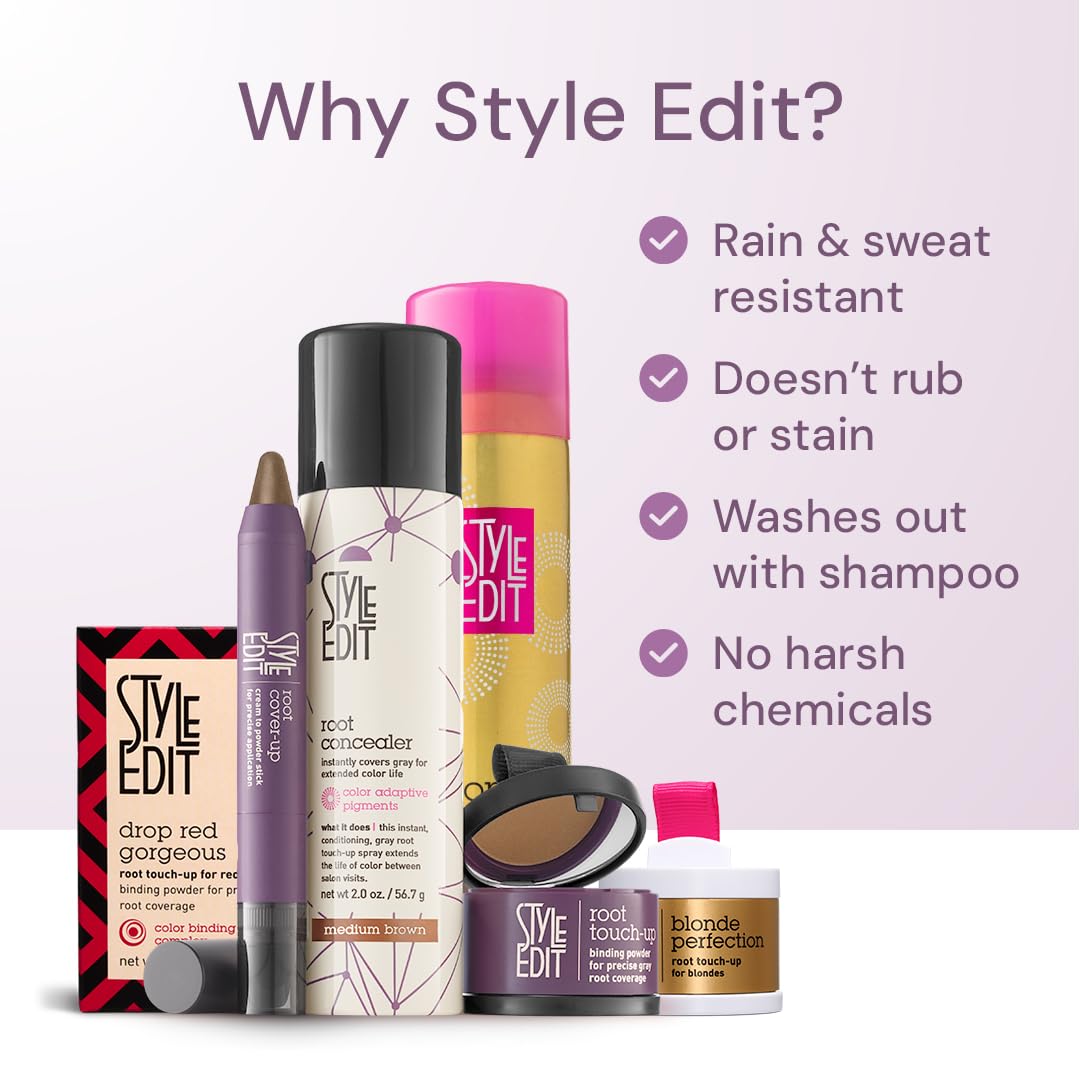 Why Style Edit?
Rain & sweat
resistant
Doesn't rub
or stain
Washes out
with shampoo
No harsh
chemicals
STYLE
EDIT
drop red
gorgeous
root touch-up for
binding powder for
root coverage
color binding
net
STYLE
EDIT
root
cover-up
cream to powder stick
for precise application
STYLE
EDIT
root
concealer
instantly covers gray for
extended color life
color adaptive
pigments
what it does | this instant,
conditioning, gray root
touch-up spray extends
the life of color between
salon visits.
net wt 2.0 oz. / 56.7 g
medium brown
STYLE
EDIT
STYLE
EDIT
root
touch-up
binding powder
for precise gray
root coverage
blonde
perfection
root touch-up
for blondes